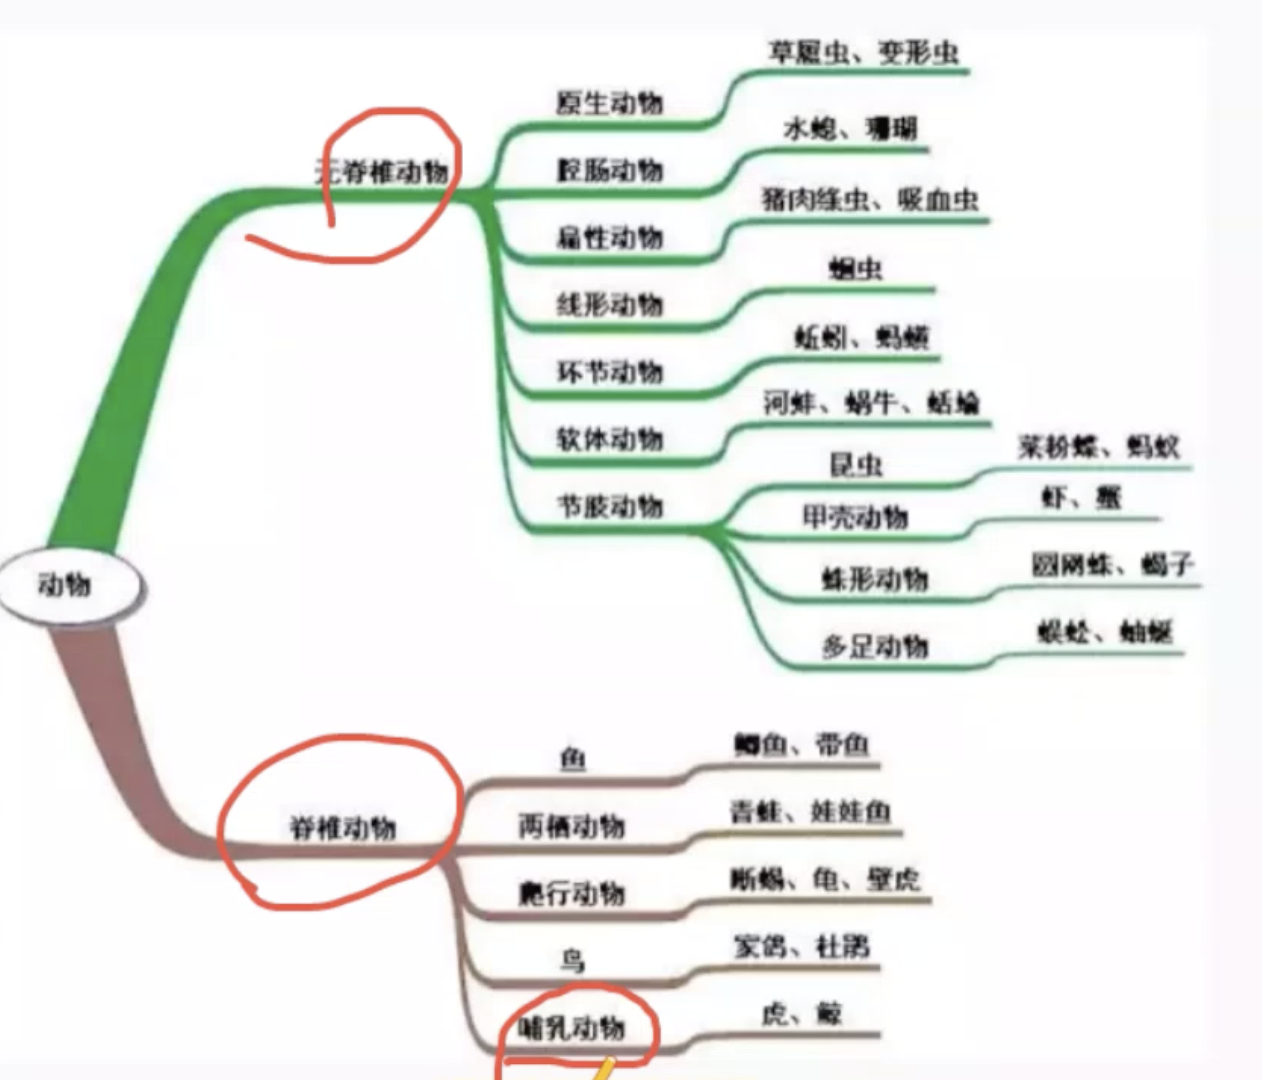 动物
无脊椎动物
原生动物
草履虫、变形虫
腔肠动物
水螅、珊瑚
扁性动物
猪肉绦虫、吸血虫
线形动物
蛔虫
环节动物
蚯蚓、蚂蟥
软体动物
河蚌、蜗牛、蛞蝓
节肢动物
昆虫
菜粉蝶、蚂蚁
甲壳动物
虾、蟹
蛛形动物
圆网蛛、蝎子
多足动物
蜈蚣、蚰蜒
脊椎动物
鱼
鲫鱼、带鱼
两栖动物
青蛙、娃娃鱼
爬行动物
蜥蜴、龟、壁虎
鸟
家鸽、杜鹃
哺乳动物
虎、鲸